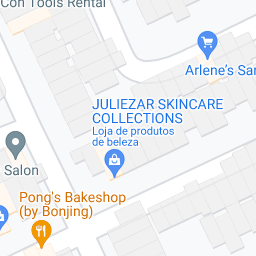 Con Tools Rental
Arlene's Sar
JULIEZAR SKINCARE
COLLECTIONS
Loja de produtos
de beleza
Salon
Pong's Bakeshop
(by Bonjing)